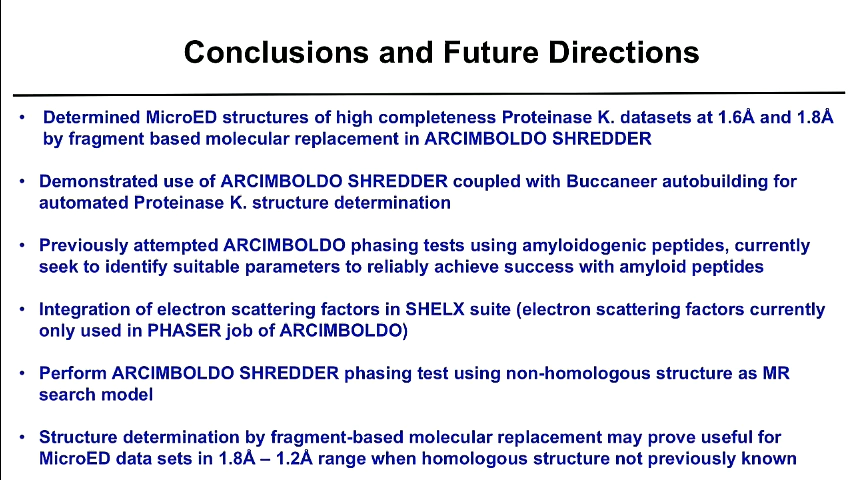 Conclusions and Future Directions
• Determined MicroED structures of high completeness Proteinase K. datasets at 1.6Å and 1.8Å
by fragment based molecular replacement in ARCIMBOLDO SHREDDER
• Demonstrated use of ARCIMBOLDO SHREDDER coupled with Buccaneer autobuilding for
automated Proteinase K. structure determination
• Previously attempted ARCIMBOLDO phasing tests using amyloidogenic peptides, currently
seek to identify suitable parameters to reliably achieve success with amyloid peptides
• Integration of electron scattering factors in SHELX suite (electron scattering factors currently
only used in PHASER job of ARCIMBOLDO)
• Perform ARCIMBOLDO SHREDDER phasing test using non-homologous structure as MR
search model
• Structure determination by fragment-based molecular replacement may prove useful for
MicroED data sets in 1.8Å – 1.2Å range when homologous structure not previously known